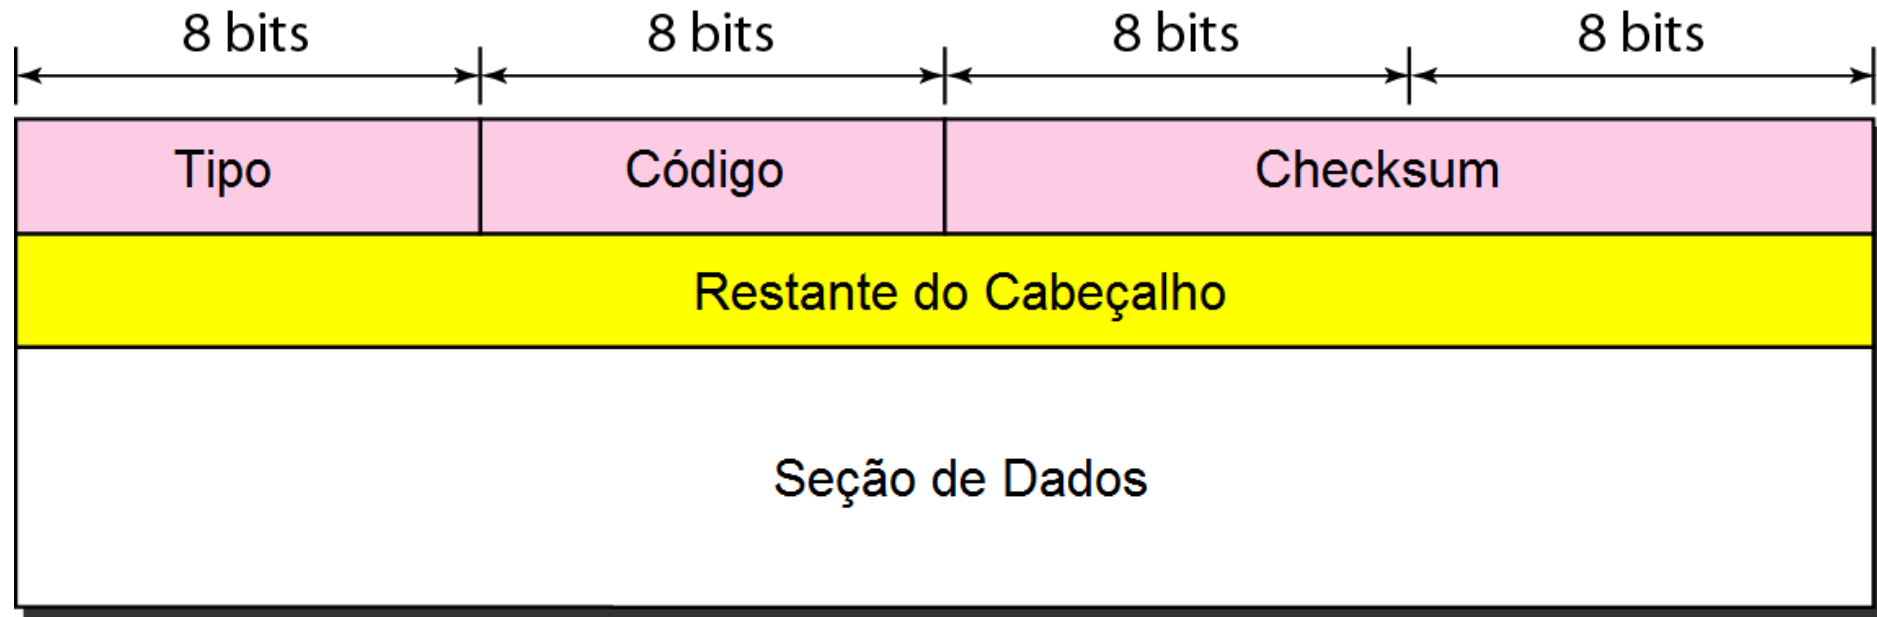 8 bits 8 bits 8 bits 8 bits
Tipo Código Checksum
Restante do Cabeçalho
Seção de Dados